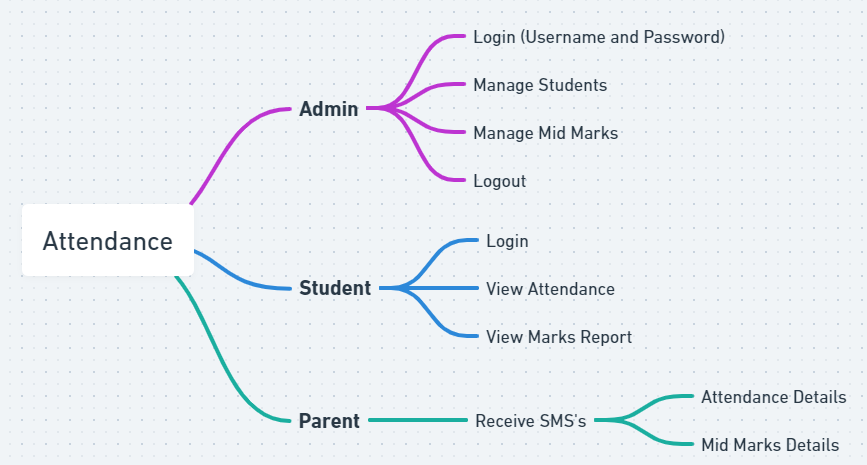 Attendance
Admin
Login (Username and Password)
Manage Students
Manage Mid Marks
Logout
Student
Login
View Attendance
View Marks Report
Parent
Receive SMS's
Attendance Details
Mid Marks Details